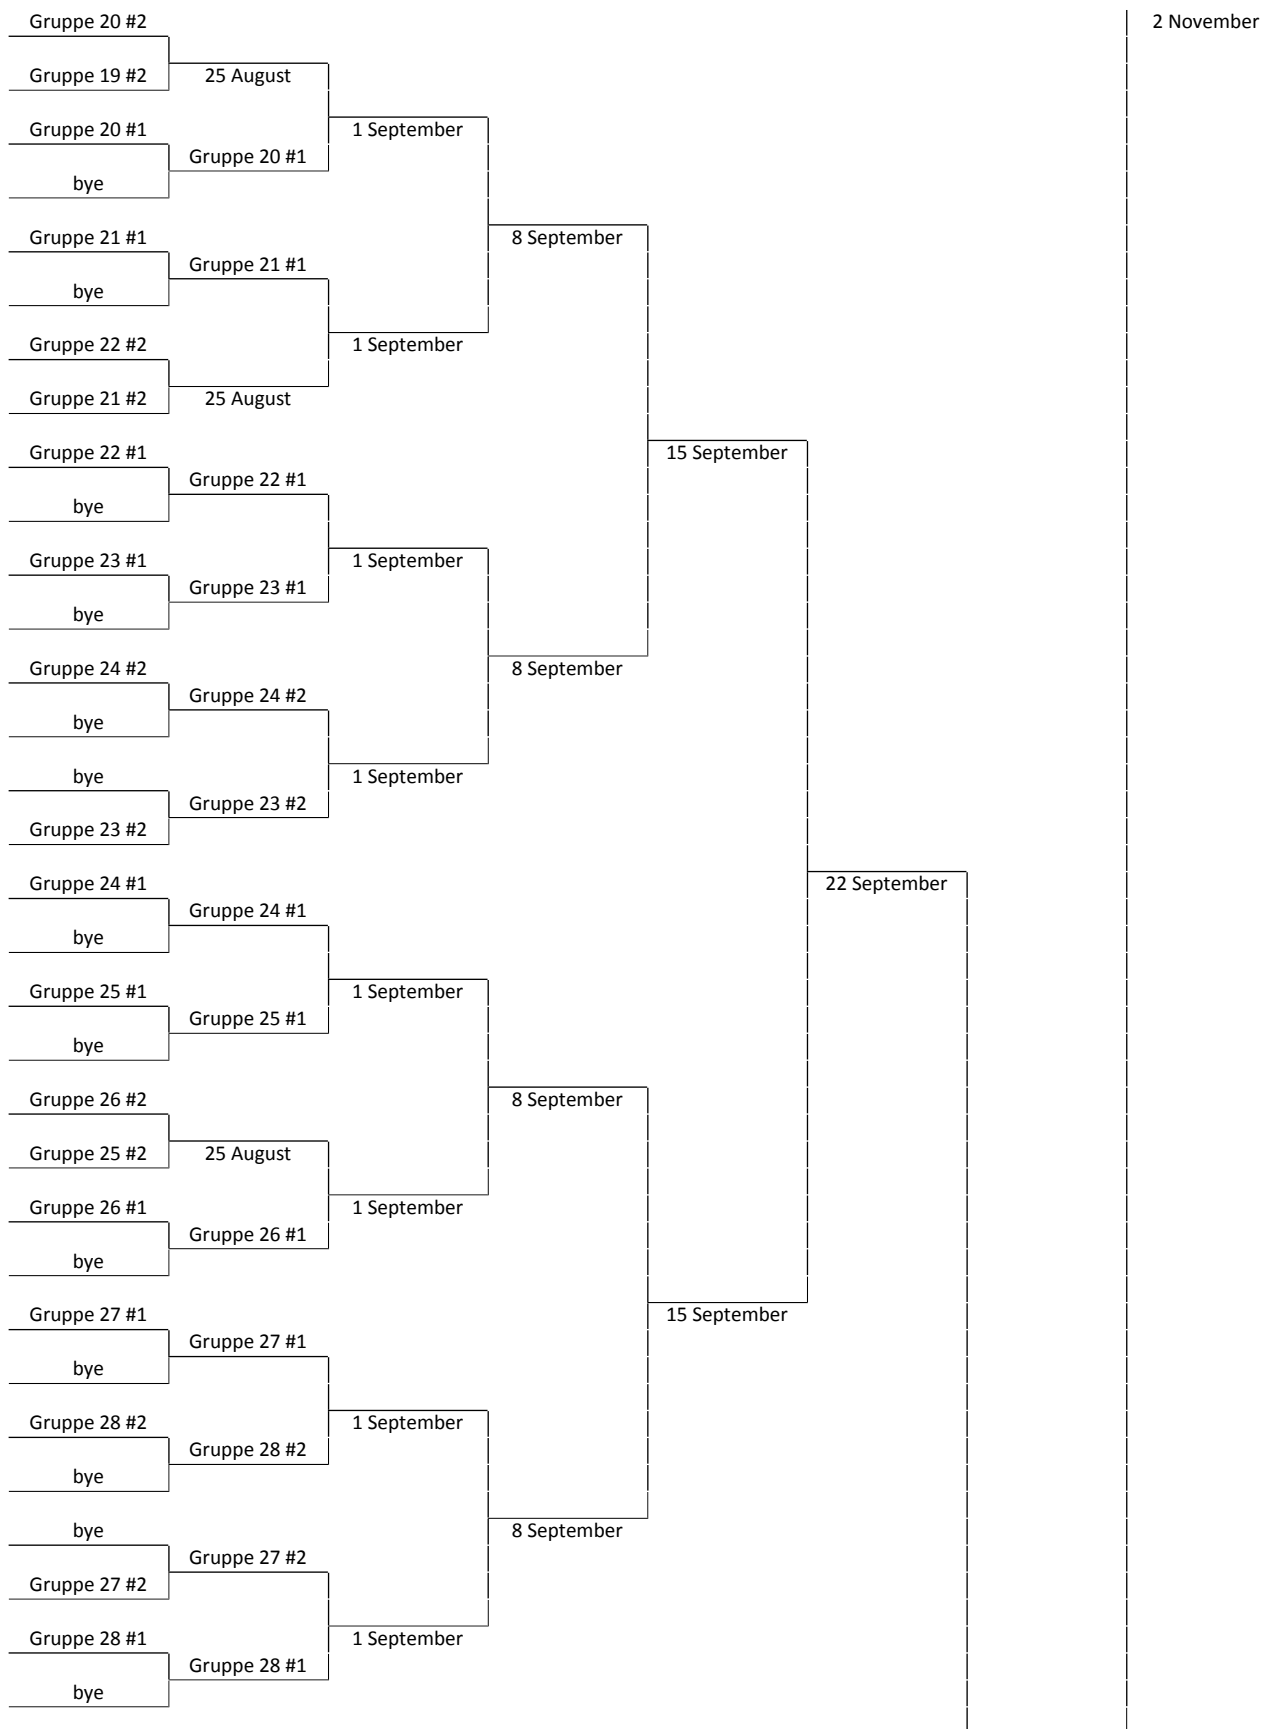 Gruppe 20 #2
2 November
Gruppe 19 #2
25 August
Gruppe 20 #1
1 September
Gruppe 20 #1
bye
Gruppe 21 #1
8 September
Gruppe 21 #1
bye
Gruppe 22 #2
1 September
Gruppe 21 #2
25 August
Gruppe 22 #1
15 September
Gruppe 22 #1
bye
Gruppe 23 #1
1 September
Gruppe 23 #1
bye
Gruppe 24 #2
8 September
Gruppe 24 #2
bye
bye
1 September
Gruppe 23 #2
Gruppe 23 #2
Gruppe 24 #1
22 September
Gruppe 24 #1
bye
Gruppe 25 #1
1 September
Gruppe 25 #1
bye
Gruppe 26 #2
8 September
Gruppe 25 #2
25 August
Gruppe 26 #1
1 September
Gruppe 26 #1
bye
Gruppe 27 #1
15 September
Gruppe 27 #1
bye
Gruppe 28 #2
1 September
Gruppe 28 #2
bye
bye
8 September
Gruppe 27 #2
Gruppe 27 #2
Gruppe 28 #1
1 September
Gruppe 28 #1
bye